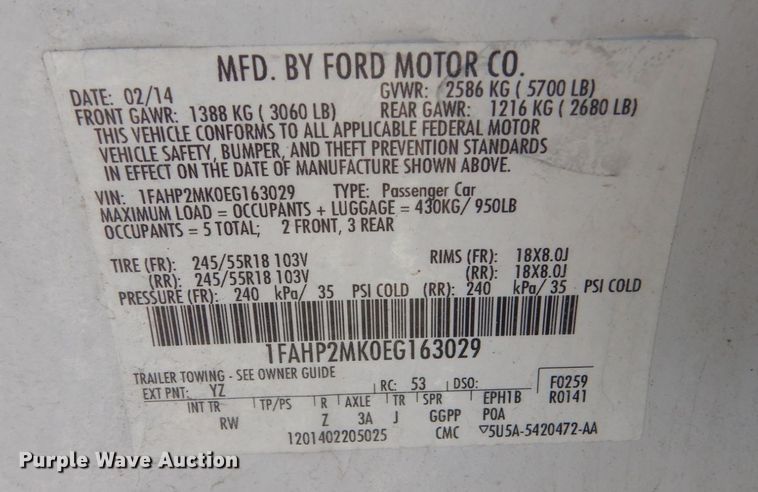 MFD. BY FORD MOTOR CO.
DATE: 02/14 GVWR: 2586 KG ( 5700 LB)
FRONT GAWR: 1388 KG ( 3060 LB) REAR GAWR: 1216 KG ( 2680 LB)
THIS VEHICLE CONFORMS TO ALL APPLICABLE FEDERAL MOTOR
VEHICLE SAFETY, BUMPER, AND THEFT PREVENTION STANDARDS
IN EFFECT ON THE DATE OF MANUFACTURE SHOWN ABOVE.
VIN: 1FAHP2MK0EG163029 TYPE: Passenger Car
MAXIMUM LOAD = OCCUPANTS + LUGGAGE = 430KG/ 950LB
OCCUPANTS = 5 TOTAL; 2 FRONT, 3 REAR
TIRE (FR): 245/55R18 103V RIMS (FR): 18X8.0J
(RR): 245/55R18 103V (RR): 18X8.0J
PRESSURE (FR): 240 kPa/ 35 PSI COLD (RR): 240 kPa/ 35 PSI COLD
1FAHP2MK0EG163029
TRAILER TOWING - SEE OWNER GUIDE
EXT PNT: YZ RC: 53 DSO: F0259
INT TR TP/PS R AXLE TR SPR EPH1B R0141
RW Z 3A J GGPP POA
1201402205025 CMC ▽5U5A-5420472-AA
Purple Wave Auction